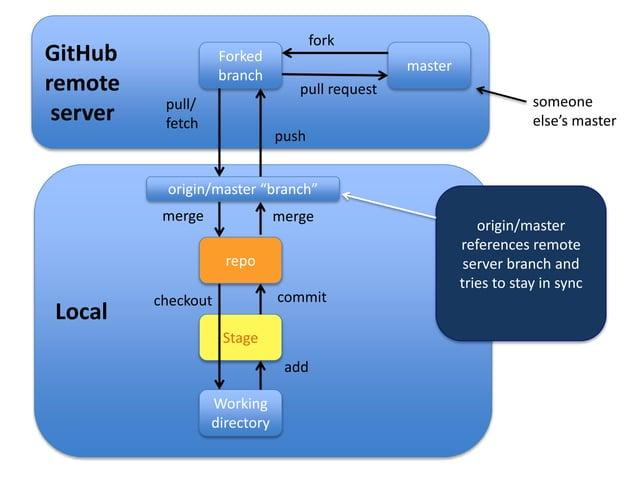 GitHub
remote
server
fork
Forked
branch
master
pull request
pull/
fetch
push
someone
else’s master
origin/master “branch”
merge
merge
origin/master
references remote
server branch and
tries to stay in sync
repo
checkout
commit
Local
Stage
add
Working
directory